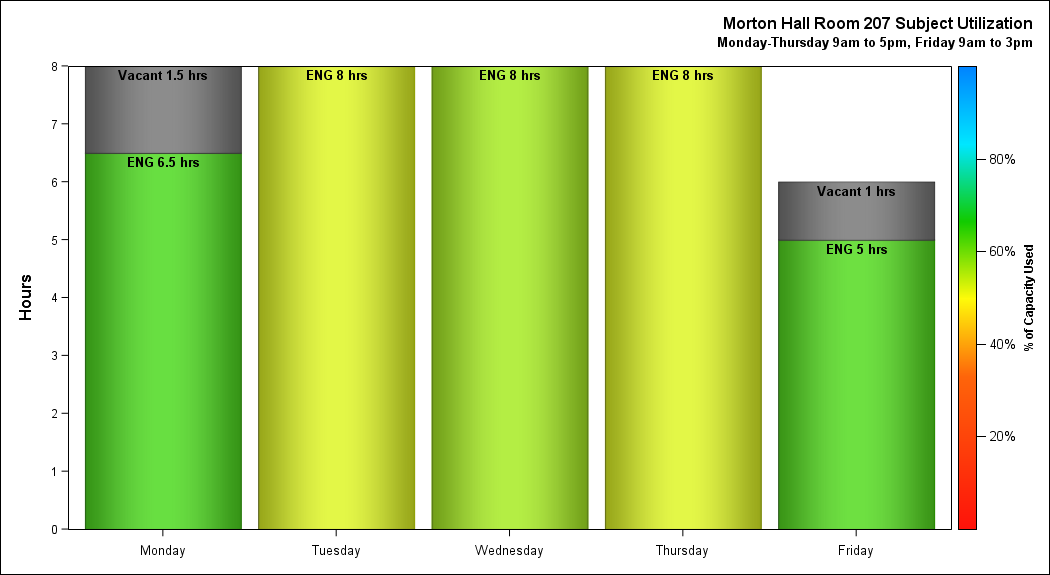 Morton Hall Room 207 Subject Utilization
Monday-Thursday 9am to 5pm, Friday 9am to 3pm
Hours
8
7
6
5
4
3
2
1
0
Vacant 1.5 hrs
ENG 6.5 hrs
ENG 8 hrs
ENG 8 hrs
ENG 8 hrs
Vacant 1 hrs
ENG 5 hrs
Monday
Tuesday
Wednesday
Thursday
Friday
80%
60%
40%
20%
% of Capacity Used